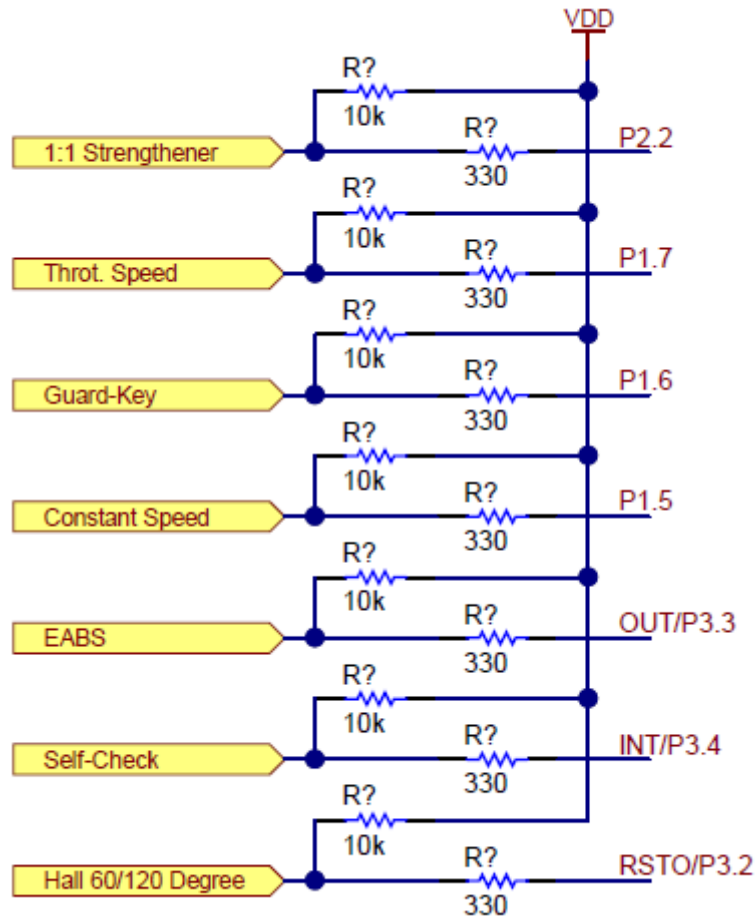 VDD
R?
10k
R?
1:1 Strengthener
330
P2.2
R?
10k
R?
Throt. Speed
330
P1.7
R?
10k
R?
Guard-Key
330
P1.6
R?
10k
R?
Constant Speed
330
P1.5
R?
10k
R?
EABS
330
OUT/P3.3
R?
10k
R?
Self-Check
330
INT/P3.4
R?
10k
R?
Hall 60/120 Degree
330
RSTO/P3.2